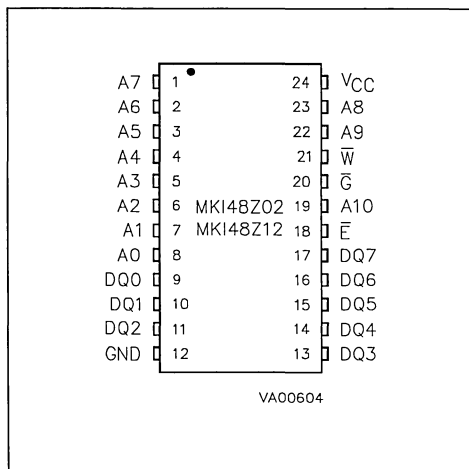 A7 1 24 VCC
A6 2 23 A8
A5 3 22 A9
A4 4 21 W̅
A3 5 20 G̅
A2 6 MKI48Z02 19 A10
A1 7 MKI48Z12 18 E̅
A0 8 17 DQ7
DQ0 9 16 DQ6
DQ1 10 15 DQ5
DQ2 11 14 DQ4
GND 12 13 DQ3
VA00604